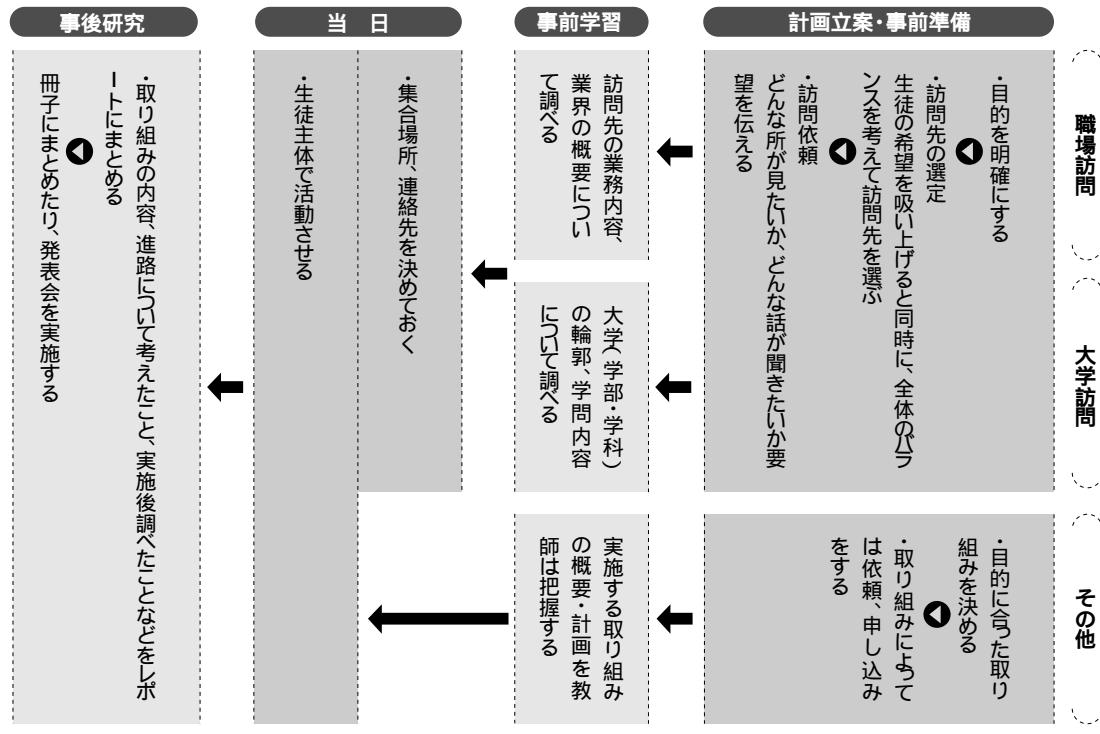 計画立案・事前準備
事前学習
当　日
事後研究
職場訪問
大学訪問
その他
・目的を明確にする
・訪問先の選定
生徒の希望を吸い上げると同時に、全体のバラ
ンスを考えて訪問先を選ぶ
・訪問依頼
どんな所が見たいか、どんな話が聞きたいか要
望を伝える
・目的に合った取り
組みを決める
・取り組みによって
は依頼、申し込み
をする
訪問先の業務内容、
業界の概要につい
て調べる
大学（学部・学科）
の輪郭、学問内容
について調べる
実施する取り組み
の概要・計画を教
師は把握する
・集合場所、連絡先を決めておく
・生徒主体で活動させる
・取り組みの内容、進路について考えたこと、実施後調べたことなどをレポ
ートにまとめる
冊子にまとめたり、発表会を実施する